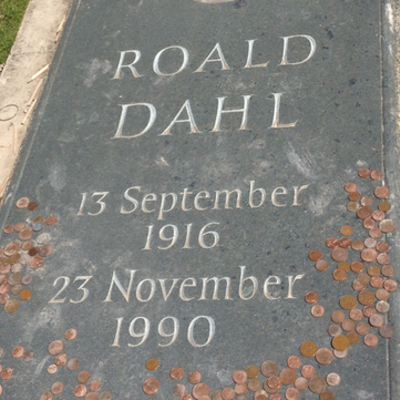 ROALD
DAHL
13 September
1916
23 November
1990